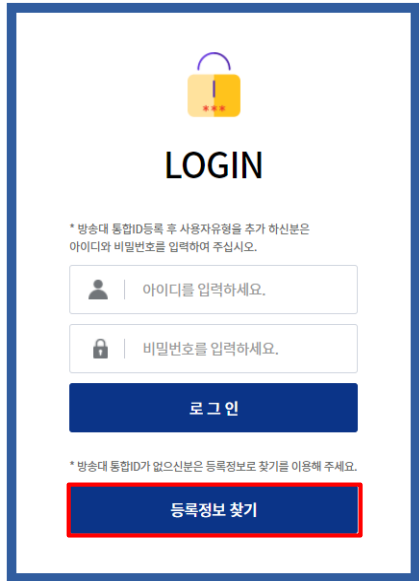 ***
LOGIN
* 방송대 통합ID등록 후 사용자유형을 추가 하신분은
아이디와 비밀번호를 입력하여 주십시오.
아이디를 입력하세요.
비밀번호를 입력하세요.
로그인
* 방송대 통합ID가 없으신분은 등록정보로 찾기를 이용해 주세요.
등록정보 찾기